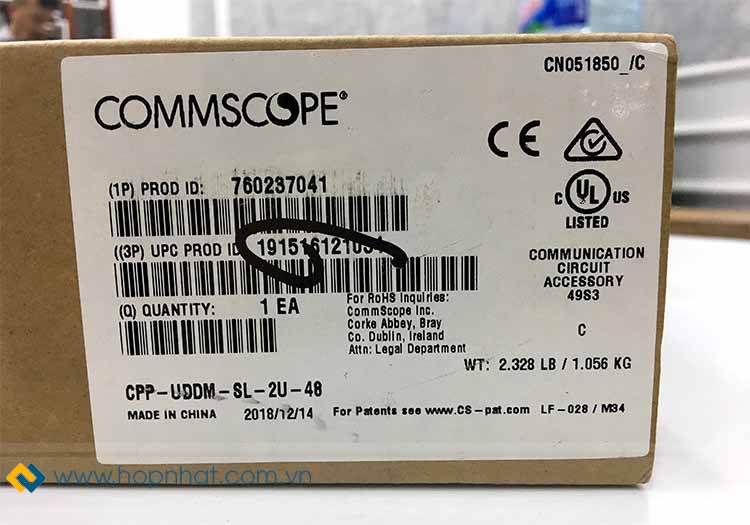 CN051850_/C
COMMSCOPE®
CE
(1P) PROD ID: 760237041
C UL US
LISTED
((3P) UPC PROD ID
COMMUNICATION
CIRCUIT
ACCESSORY
49S3
(Q) QUANTITY: 1 EA
For RoHS Inquiries:
CommScope Inc.
Corke Abbey, Bray
Co. Dublin, Ireland
Attn: Legal Department
C
WT: 2.328 LB / 1.056 KG
CPP-UDDM-SL-2U-48
MADE IN CHINA 2018/12/14 For Patents see www.CS-pat.com LF-028 / M34
www.hopnhat.com.vn